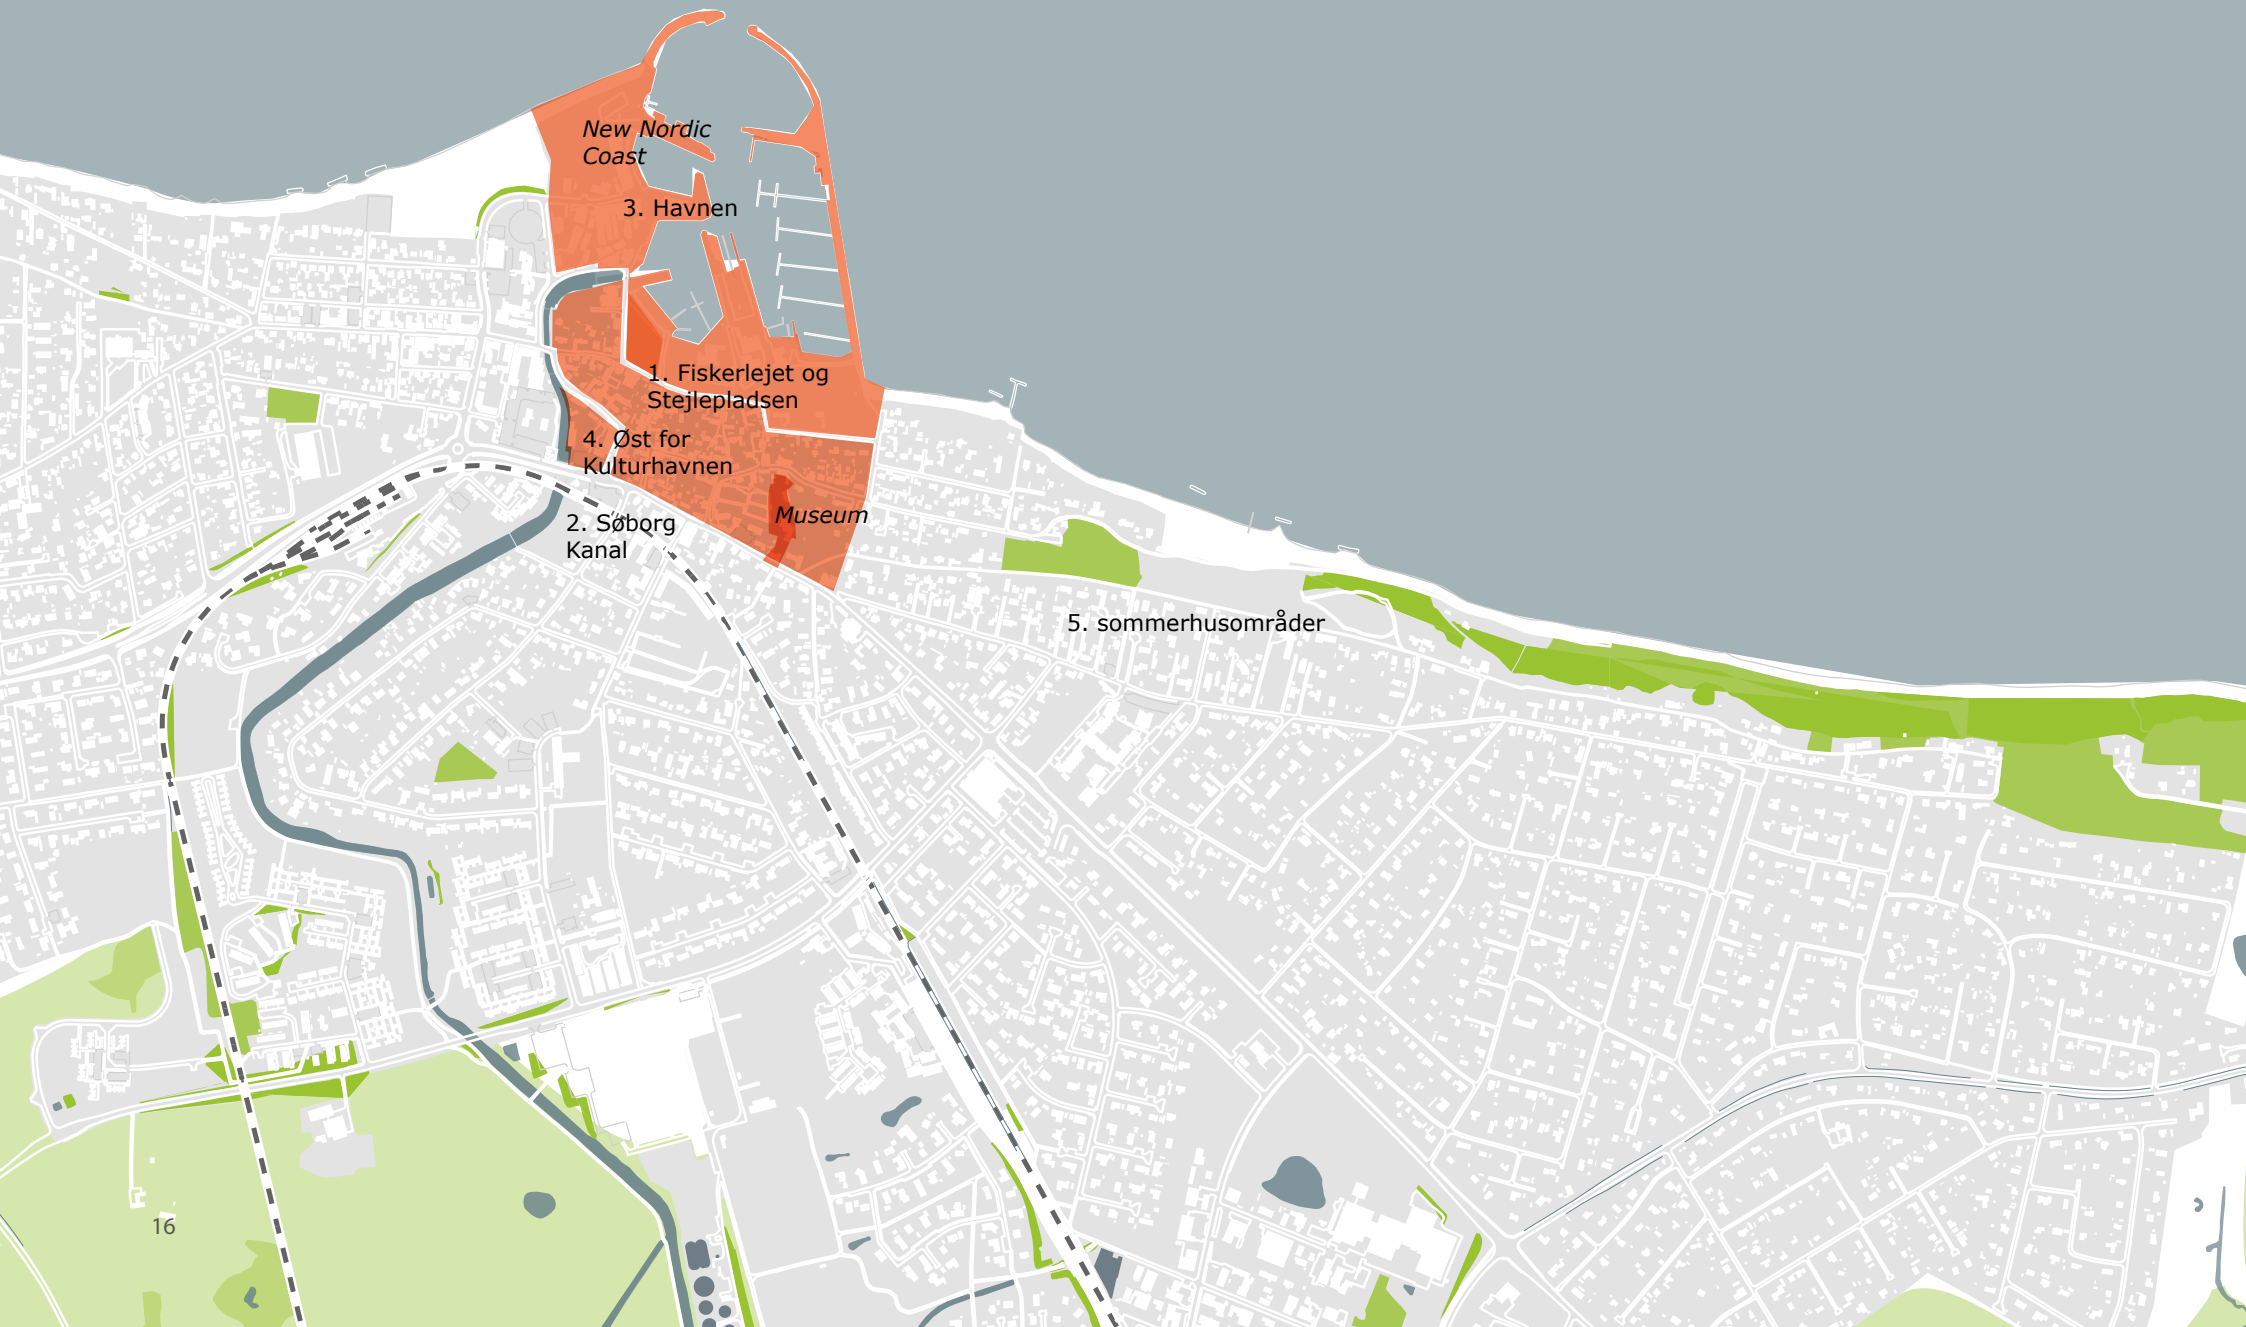 New Nordic
Coast
3. Havnen
1. Fiskerlejet og
Stejlepladsen
4. Øst for
Kulturhavnen
Museum
2. Søborg
Kanal
5. sommerhusområder
16